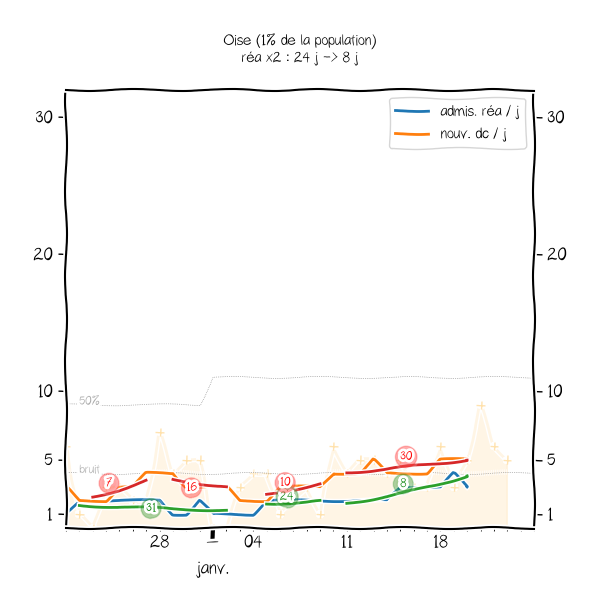 Oise (1% de la population)
réa x2 : 24 j -> 8 j
admis. réa / j
nouv. dc / j
30 30
20 20
10 10
50%
5 5
bruit
1 1
7 16 10 30
31 24 8
28 1 04 11 18
janv.